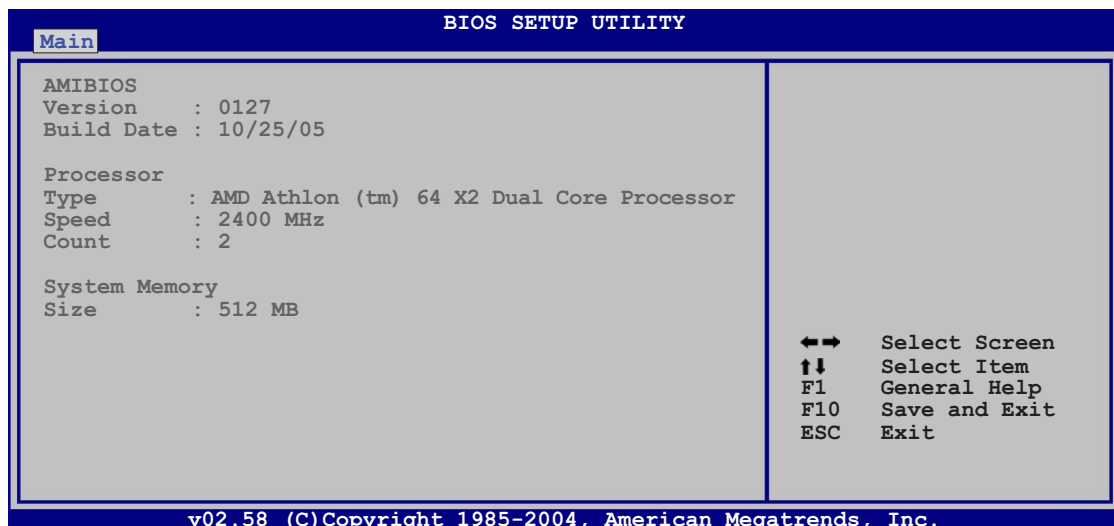 BIOS SETUP UTILITY
Main
AMIBIOS
Version : 0127
Build Date : 10/25/05
Processor
Type : AMD Athlon (tm) 64 X2 Dual Core Processor
Speed : 2400 MHz
Count : 2
System Memory
Size : 512 MB
←→ Select Screen
↑↓ Select Item
F1 General Help
F10 Save and Exit
ESC Exit
v02.58 (C)Copyright 1985-2004, American Megatrends, Inc.